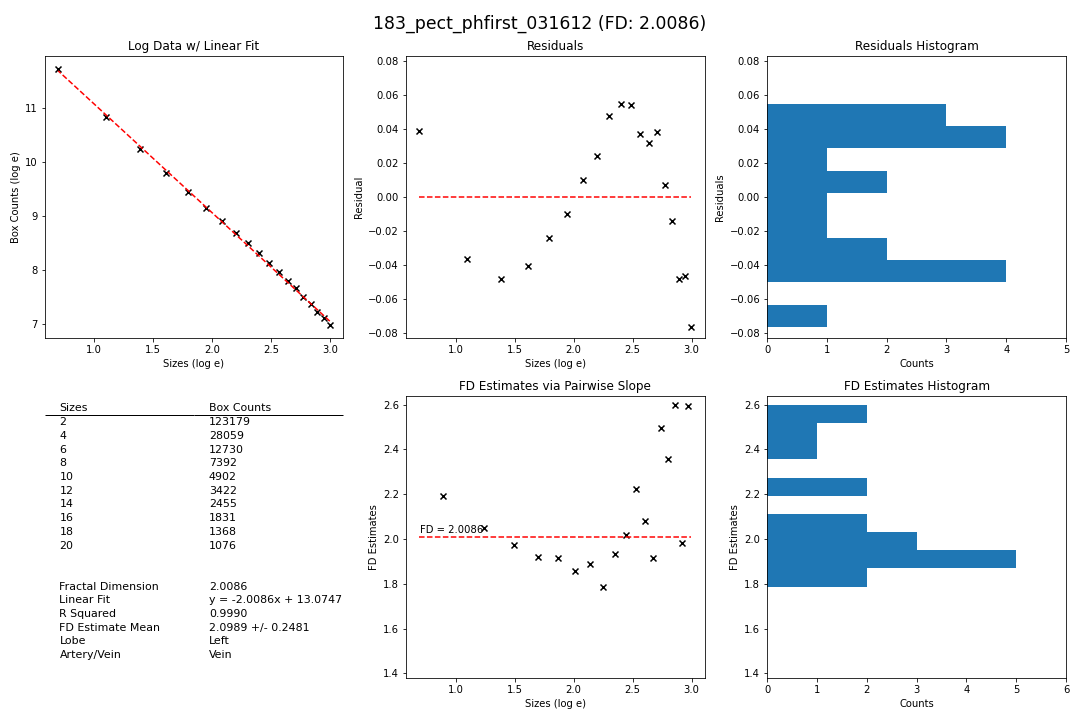 183_pect_phfirst_031612 (FD: 2.0086)
Log Data w/ Linear Fit
Box Counts (log e)
11
10
9
8
7
1.0 1.5 2.0 2.5 3.0
Sizes (log e)
Residuals
Residual
0.08
0.06
0.04
0.02
0.00
−0.02
−0.04
−0.06
−0.08
1.0 1.5 2.0 2.5 3.0
Sizes (log e)
Residuals Histogram
Residuals
0.08
0.06
0.04
0.02
0.00
−0.02
−0.04
−0.06
−0.08
0 1 2 3 4 5
Counts
Sizes Box Counts
2 123179
4 28059
6 12730
8 7392
10 4902
12 3422
14 2455
16 1831
18 1368
20 1076
Fractal Dimension 2.0086
Linear Fit y = -2.0086x + 13.0747
R Squared 0.9990
FD Estimate Mean 2.0989 +/- 0.2481
Lobe Left
Artery/Vein Vein
FD Estimates via Pairwise Slope
FD Estimates
2.6
2.4
2.2
2.0
1.8
1.6
1.4
FD = 2.0086
1.0 1.5 2.0 2.5 3.0
Sizes (log e)
FD Estimates Histogram
FD Estimates
2.6
2.4
2.2
2.0
1.8
1.6
1.4
0 1 2 3 4 5 6
Counts